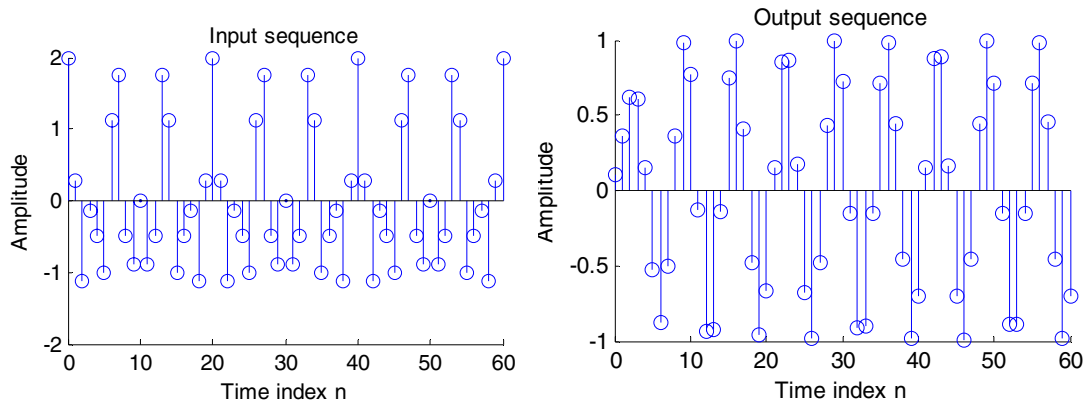 Input sequence
2
1
0
-1
-2
Amplitude
0 10 20 30 40 50 60
Time index n
Output sequence
1
0.5
0
-0.5
-1
Amplitude
0 10 20 30 40 50 60
Time index n